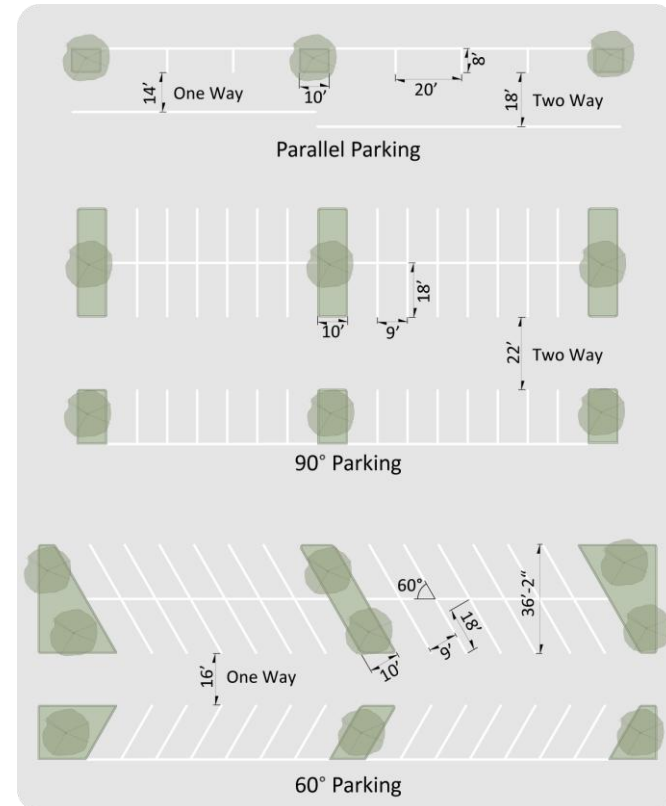 8’
14’
One Way
10’
20’
18’
Two Way
Parallel Parking
18’
10’
9’
22’
Two Way
90° Parking
60°
36’-2“
18’
9’
10’
16’
One Way
60° Parking